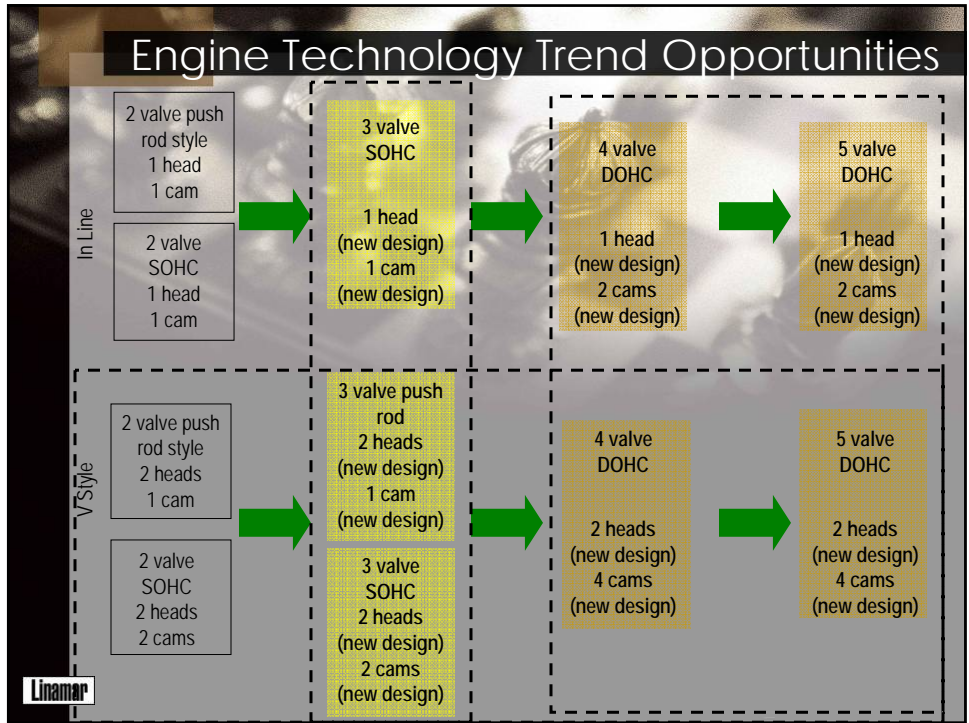 Engine Technology Trend Opportunities
In Line
2 valve push
rod style
1 head
1 cam
2 valve
SOHC
1 head
1 cam
3 valve
SOHC
1 head
(new design)
1 cam
(new design)
4 valve
DOHC
1 head
(new design)
2 cams
(new design)
5 valve
DOHC
1 head
(new design)
2 cams
(new design)
V Style
2 valve push
rod style
2 heads
1 cam
2 valve
SOHC
2 heads
2 cams
3 valve push
rod
2 heads
(new design)
1 cam
(new design)
3 valve
SOHC
2 heads
(new design)
2 cams
(new design)
4 valve
DOHC
2 heads
(new design)
4 cams
(new design)
5 valve
DOHC
2 heads
(new design)
4 cams
(new design)
Linamar